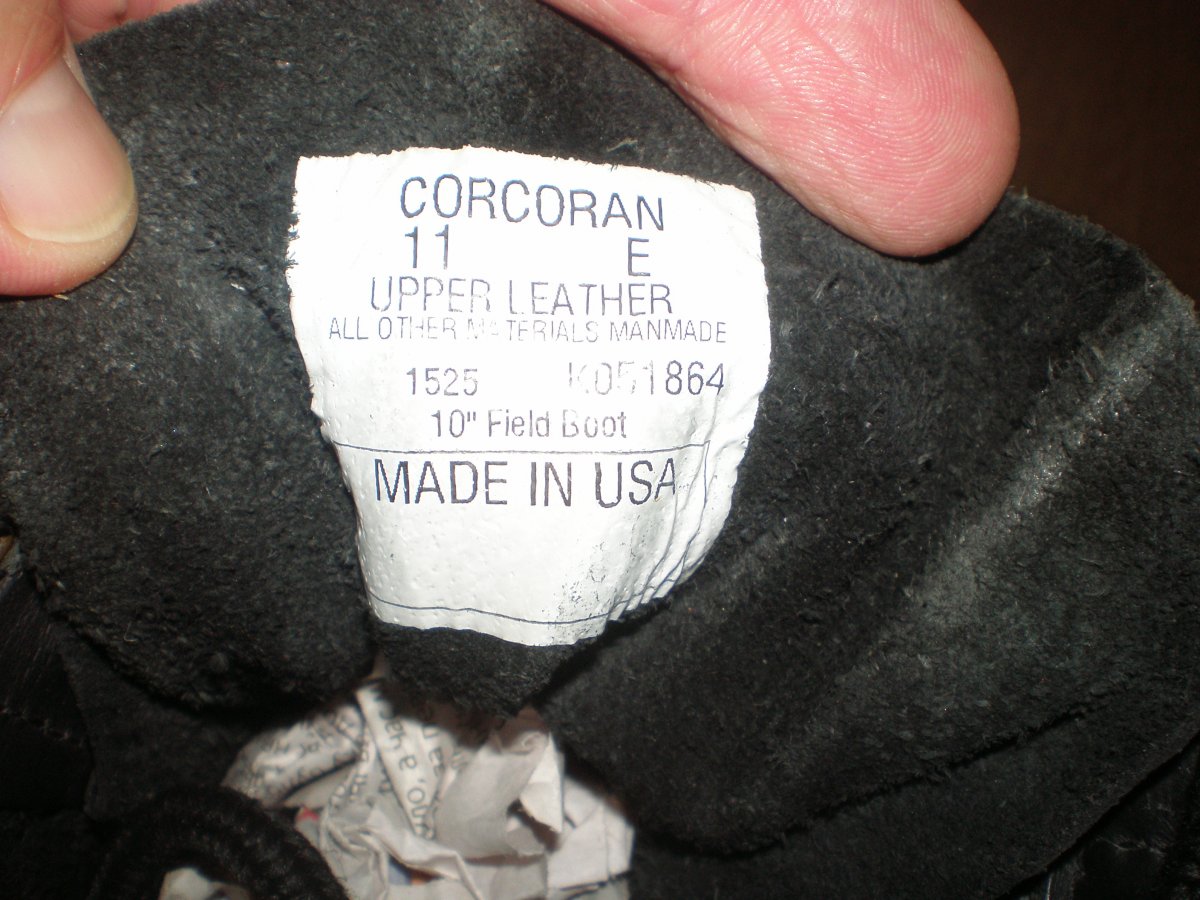 CORCORAN
11 E
UPPER LEATHER
ALL OTHER MATERIALS MANMADE
1525 K051864
10" Field Boot
MADE IN USA